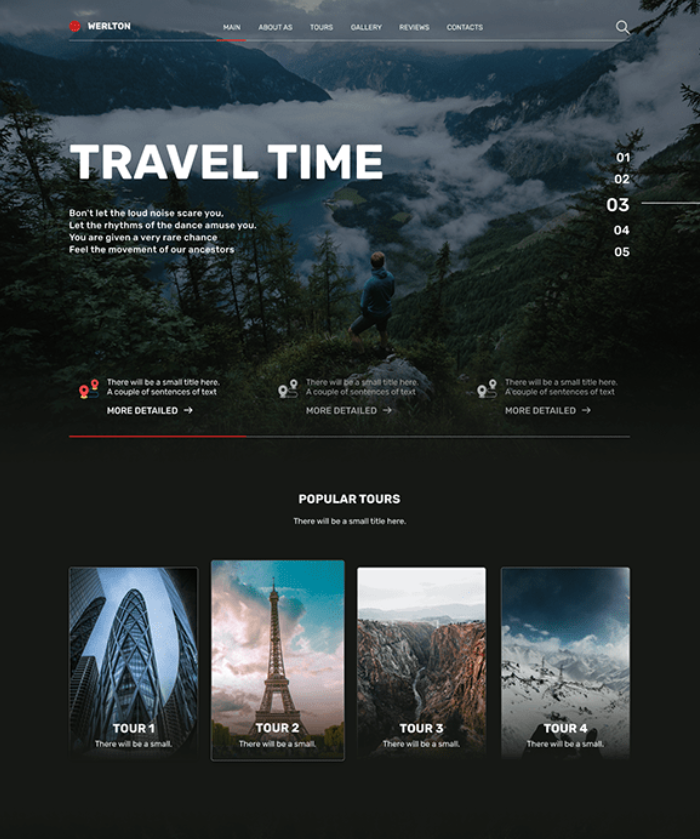 WERLTON
MAIN ABOUT AS TOURS GALLERY REVIEWS CONTACTS
TRAVEL TIME
Bon't let the loud noise scare you,
Let the rhythms of the dance amuse you.
You are given a very rare chance
Feel the movement of our ancestors
01
02
03
04
05
There will be a small title here.
A couple of sentences of text
MORE DETAILED
There will be a small title here.
A couple of sentences of text
MORE DETAILED
There will be a small title here.
A couple of sentences of text
MORE DETAILED
POPULAR TOURS
There will be a small title here.
TOUR 1
There will be a small.
TOUR 2
There will be a small.
TOUR 3
There will be a small.
TOUR 4
There will be a small.